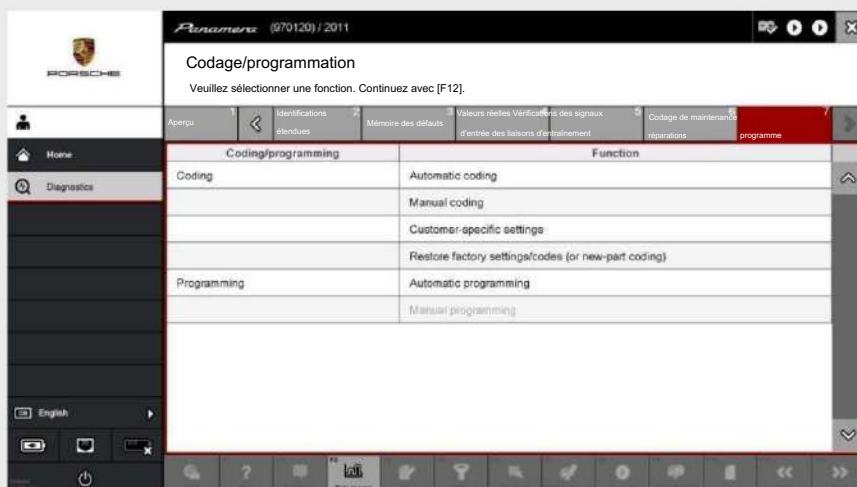 Panamera (970120) / 2011
PORSCHE
Codage/programmation
Veuillez sélectionner une fonction. Continuez avec [F12].
Aperçu
1
Identifications
étendues
2
Mémoire des défauts
3
Valeurs réelles Vérifications des signaux
d'entrée des liaisons d'entraînement
4
5
Codage de maintenance
réparations
6
programme
7
Home
Diagnostics
Coding/programming Function
Coding Automatic coding
Manual coding
Customer-specific settings
Restore factory settings/codes (or new-part coding)
Programming Automatic programming
Manual programming
English